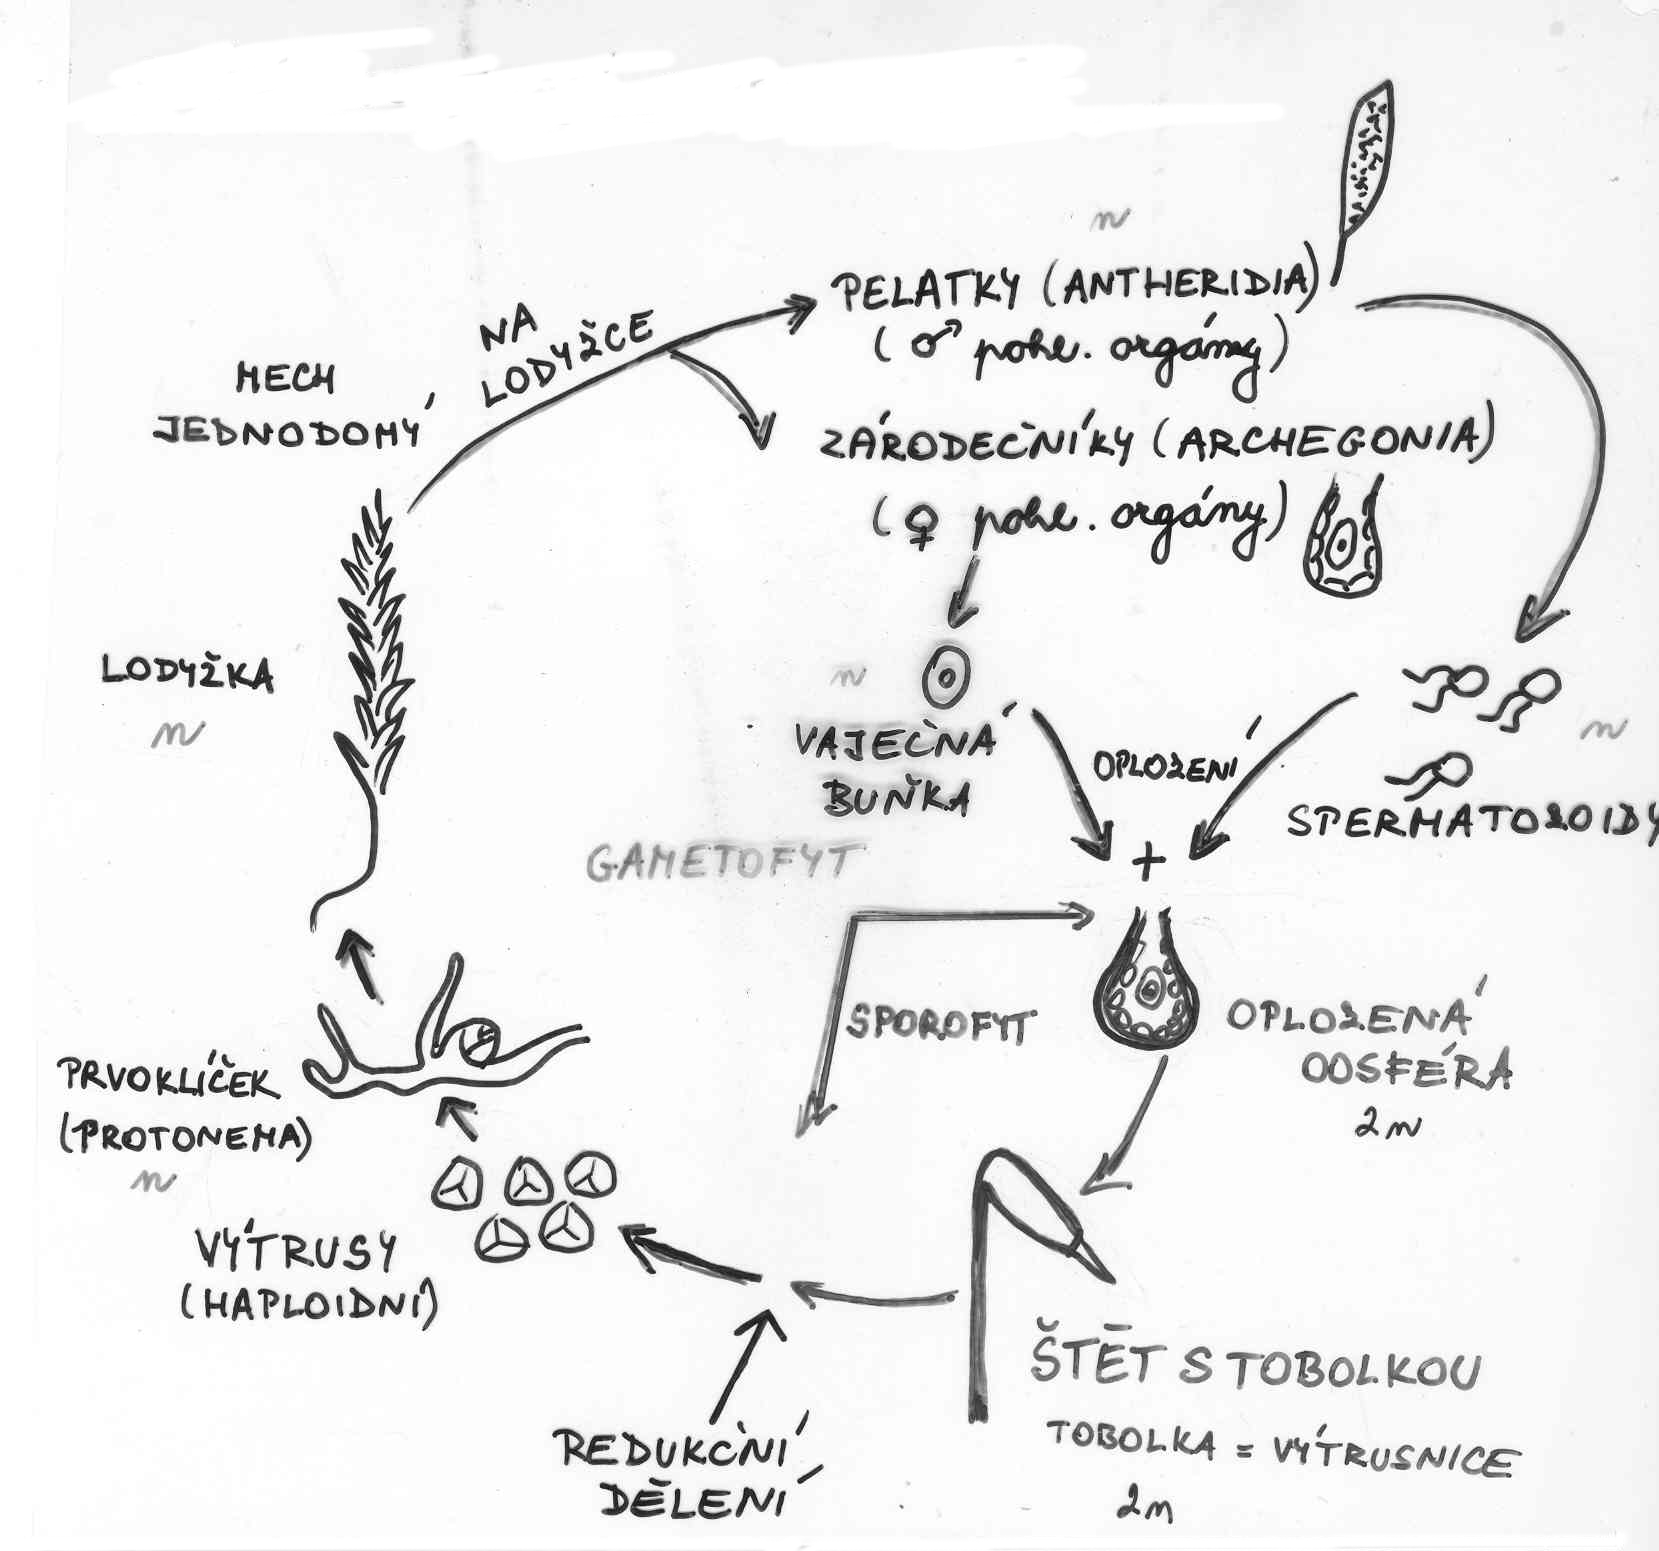 n
PELATKY (ANTHERIDIA)
(♂ pohl. orgány)
NA
LODYŽCE
MECH
JEDNODOMÝ
ZÁRODEČNÍKY (ARCHEGONIA)
(♀ pohl. orgány)
LODYŽKA
n
n
VAJEČNÁ
BUŇKA
OPLOZENÍ
n
SPERMATOZOIDY
+
GAMETOFYT
SPOROFYT
OPLOZENÁ
OOSFÉRA
2n
PRVOKLÍČEK
(PROTONEMA)
n
VÝTRUSY
(HAPLOIDNÍ)
ŠTĚT S TOBOLKOU
TOBOLKA = VÝTRUSNICE
2n
REDUKČNÍ
DĚLENÍ